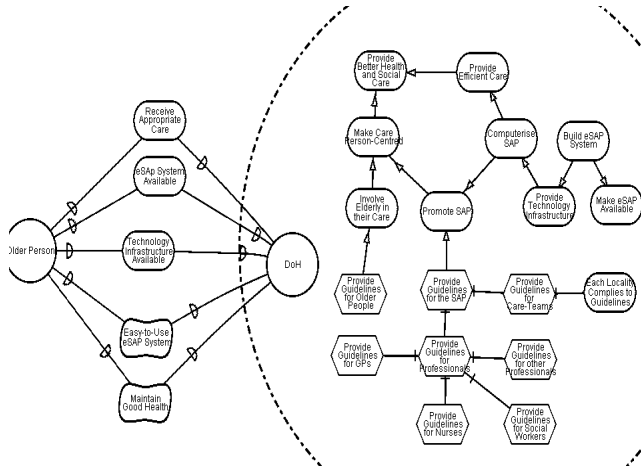 Receive
Appropriate
Care
eSAp System
Available
Older Person
Technology
Infrastructure
Available
DoH
Easy-to-Use
eSAP System
Maintain
Good Health
Provide
Better Health
and Social
Care
Provide
Efficient Care
Make Care
Person-Centred
Computerise
SAP
Build eSAP
System
Involve
Elderly in
their Care
Promote SAP
Provide
Technology
Infrastructure
Make eSAP
Available
Provide
Guidelines
for Older
People
Provide
Guidelines
for the SAP
Provide
Guidelines for
Care-Teams
Each Locality
Complies to
Guidelines
Provide
Guidelines
for GPs
Provide
Guidelines
for
Professionals
Provide
Guidelines
for other
Professionals
Provide
Guidelines
for Nurses
Provide
Guidelines
for Social
Workers